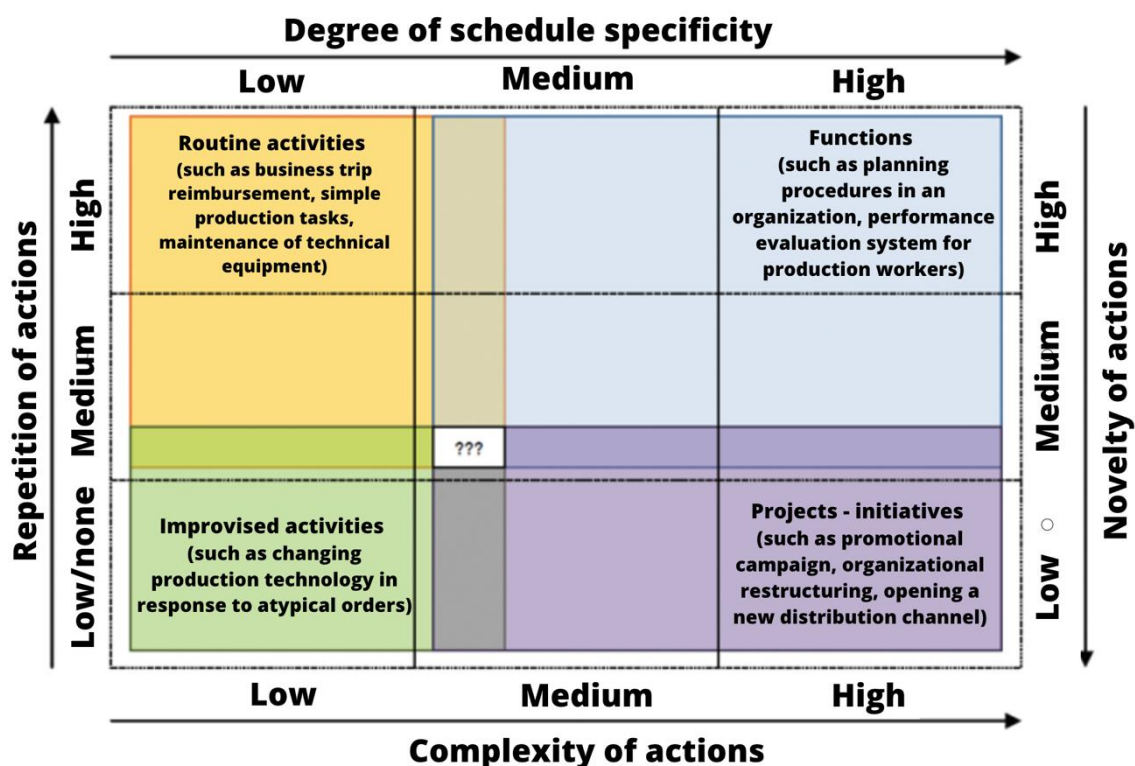 Degree of schedule specificity
Low
Medium
High
Repetition of actions
High
Medium
Low/none
Routine activities
(such as business trip
reimbursement, simple
production tasks,
maintenance of technical
equipment)
Functions
(such as planning
procedures in an
organization, performance
evaluation system for
production workers)
???
Improvised activities
(such as changing
production technology in
response to atypical orders)
Projects - initiatives
(such as promotional
campaign, organizational
restructuring, opening a
new distribution channel)
High
Medium
Low
Novelty of actions
Low
Medium
High
Complexity of actions